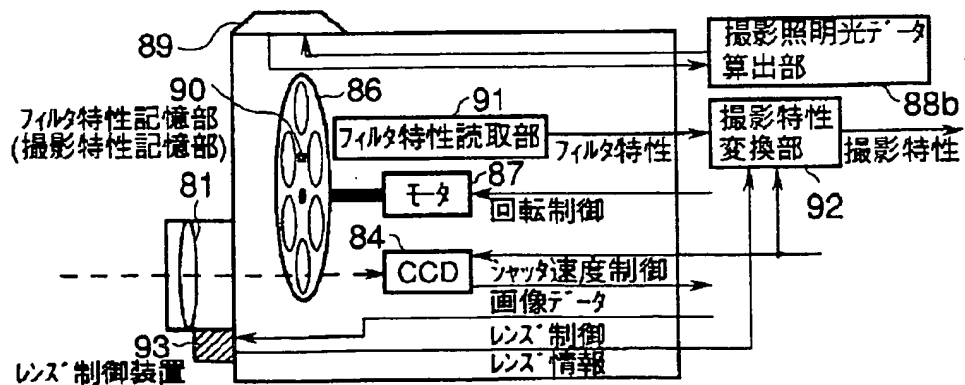 89
撮影照明光データ
算出部
88b
90
86
91
フィルタ特性記憶部
(撮影特性記憶部)
フィルタ特性読取部
フィルタ特性
撮影特性
変換部
撮影特性
92
81
モータ
87
回転制御
84
CCD
シャッタ速度制御
画像データ
レンズ制御
レンズ情報
93
レンズ制御装置